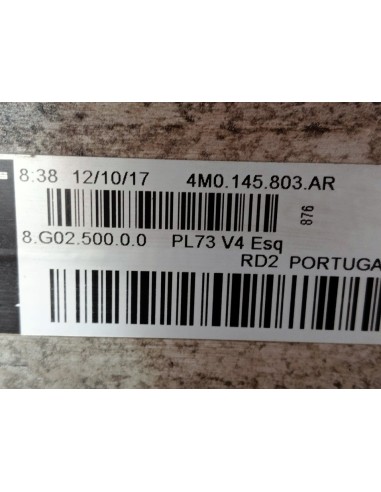 8:38 12/10/17 4M0.145.803.AR
876
8.G02.500.0.0 PL73 V4 Esq
RD2 PORTUGA